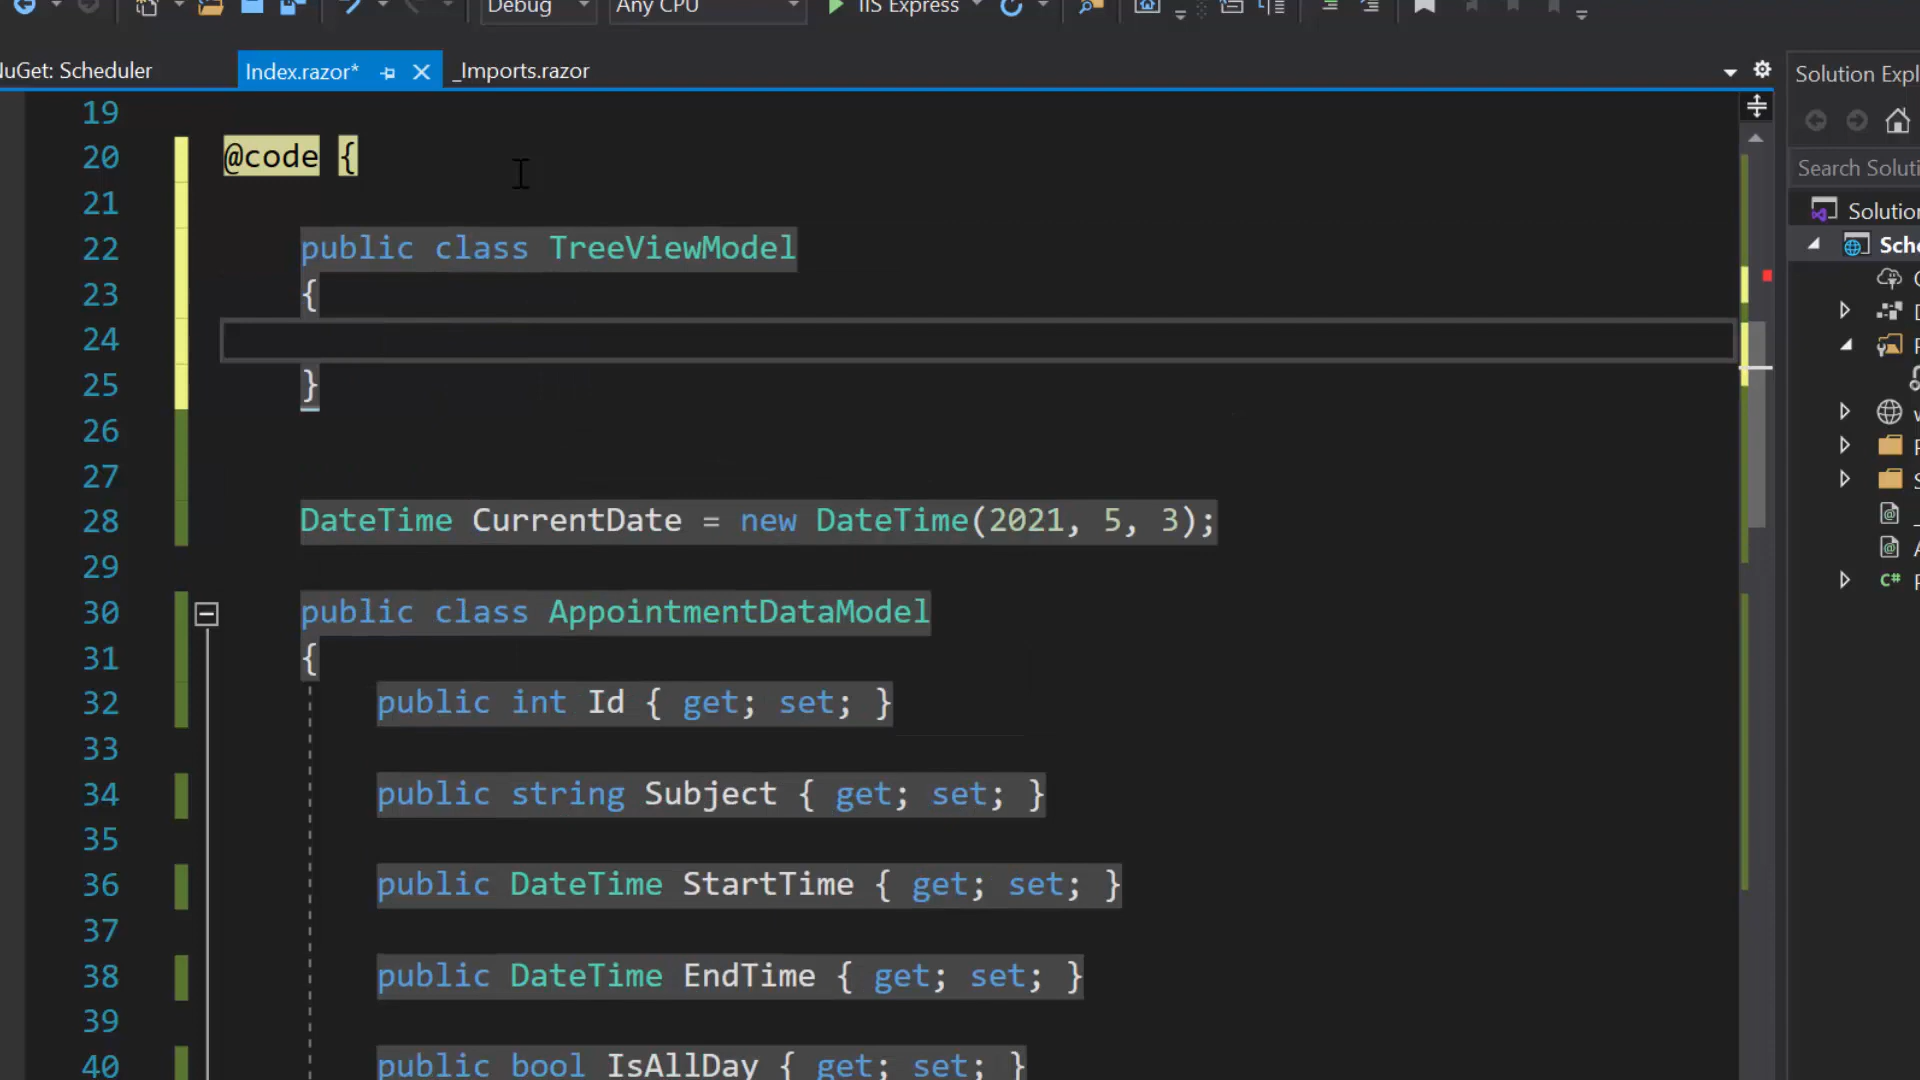 Debug Any CPU IIS Express
NuGet: Scheduler Index.razor* _Imports.razor
Solution Expl
Search Soluti
Solution
Sche
19
20 @code {
21
22 public class TreeViewModel
23 {
24
25 }
26
27
28 DateTime CurrentDate = new DateTime(2021, 5, 3);
29
30 public class AppointmentDataModel
31 {
32 public int Id { get; set; }
33
34 public string Subject { get; set; }
35
36 public DateTime StartTime { get; set; }
37
38 public DateTime EndTime { get; set; }
39
40 public bool IsAllDay { get; set; }